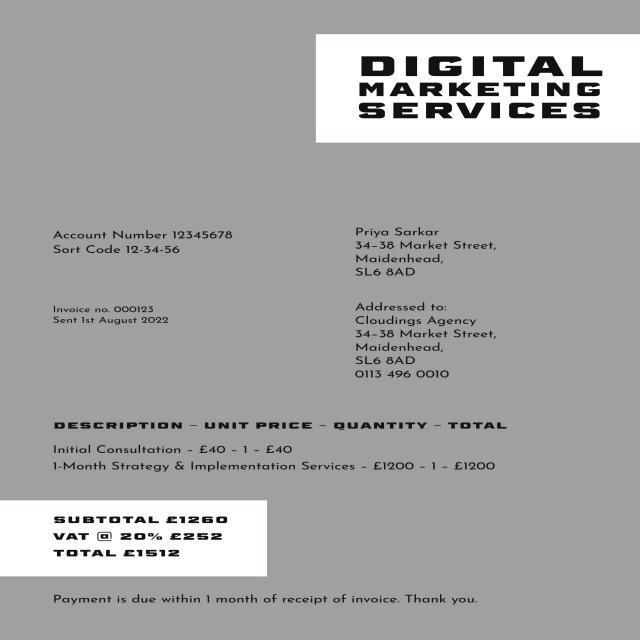 DIGITAL
MARKETING
SERVICES
Account Number 12345678
Sort Code 12-34-56
Priya Sarkar
34–38 Market Street,
Maidenhead,
SL6 8AD
Invoice no. 000123
Sent 1st August 2022
Addressed to:
Cloudings Agency
34–38 Market Street,
Maidenhead,
SL6 8AD
0113 496 0010
DESCRIPTION – UNIT PRICE – QUANTITY – TOTAL
Initial Consultation – £40 – 1 – £40
1-Month Strategy & Implementation Services – £1200 – 1 – £1200
SUBTOTAL £1260
VAT @ 20% £252
TOTAL £1512
Payment is due within 1 month of receipt of invoice. Thank you.